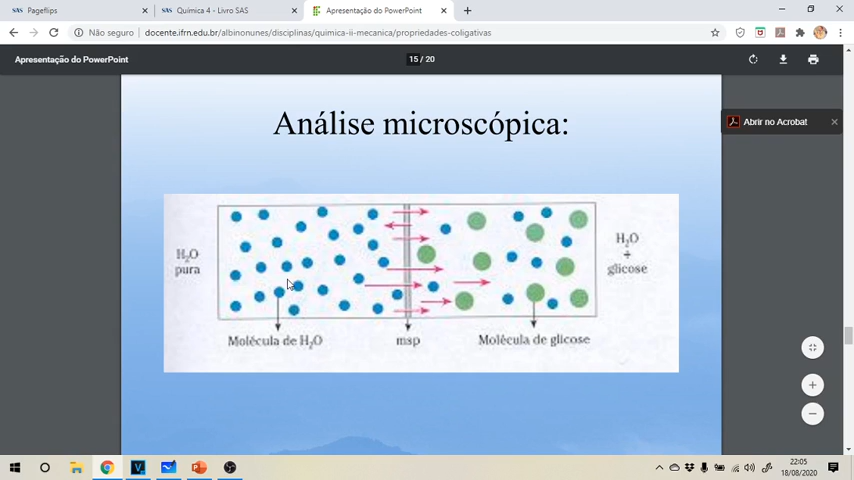 Pageflips
SAS
Química 4 - Livro SAS
Apresentação do PowerPoint
Não seguro
docente.ifrn.edu.br/albinonunes/disciplinas/quimica-ii-mecanica/propriedades-coligativas
Apresentação do PowerPoint
15 / 20
Abrir no Acrobat
Análise microscópica:
H₂O
pura
H₂O
+
glicose
Molécula de H₂O
msp
Molécula de glicose
22:05
18/08/2020